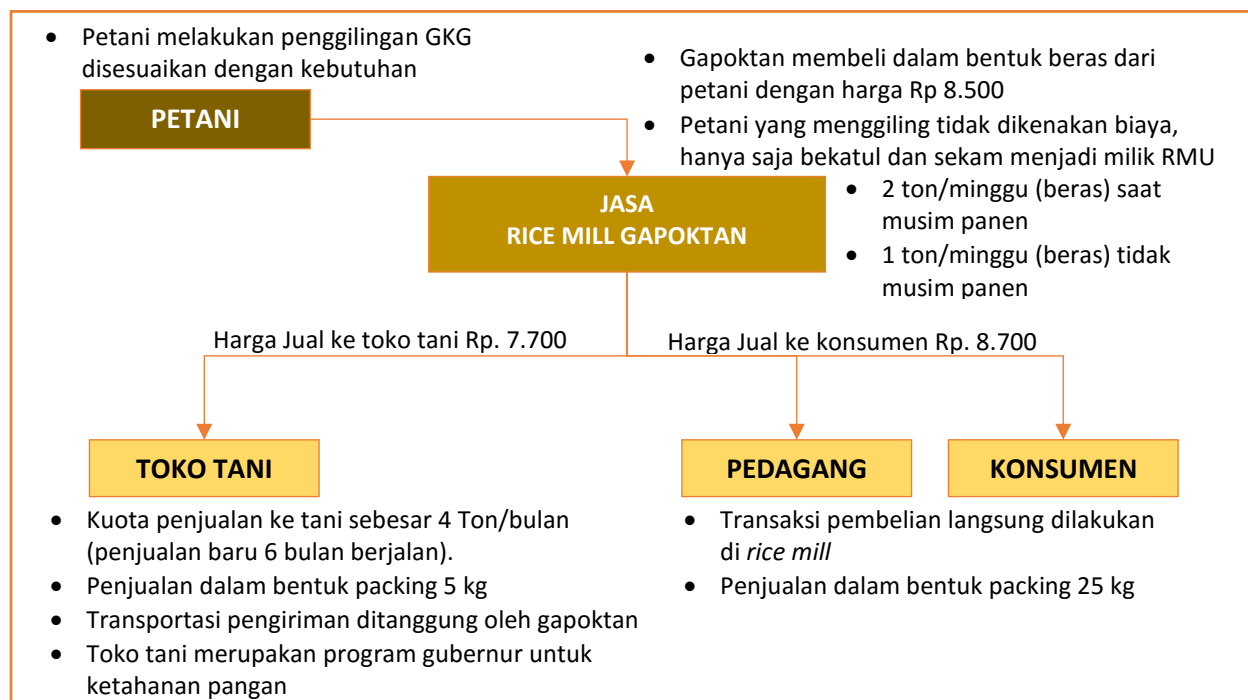 • Petani melakukan penggilingan GKG
disesuaikan dengan kebutuhan
PETANI
• Gapoktan membeli dalam bentuk beras dari
petani dengan harga Rp 8.500
• Petani yang menggiling tidak dikenakan biaya,
hanya saja bekatul dan sekam menjadi milik RMU
JASA
RICE MILL GAPOKTAN
• 2 ton/minggu (beras) saat
musim panen
• 1 ton/minggu (beras) tidak
musim panen
Harga Jual ke toko tani Rp. 7.700
Harga Jual ke konsumen Rp. 8.700
TOKO TANI
• Kuota penjualan ke tani sebesar 4 Ton/bulan
(penjualan baru 6 bulan berjalan).
• Penjualan dalam bentuk packing 5 kg
• Transportasi pengiriman ditanggung oleh gapoktan
• Toko tani merupakan program gubernur untuk
ketahanan pangan
PEDAGANG
KONSUMEN
• Transaksi pembelian langsung dilakukan
di rice mill
• Penjualan dalam bentuk packing 25 kg